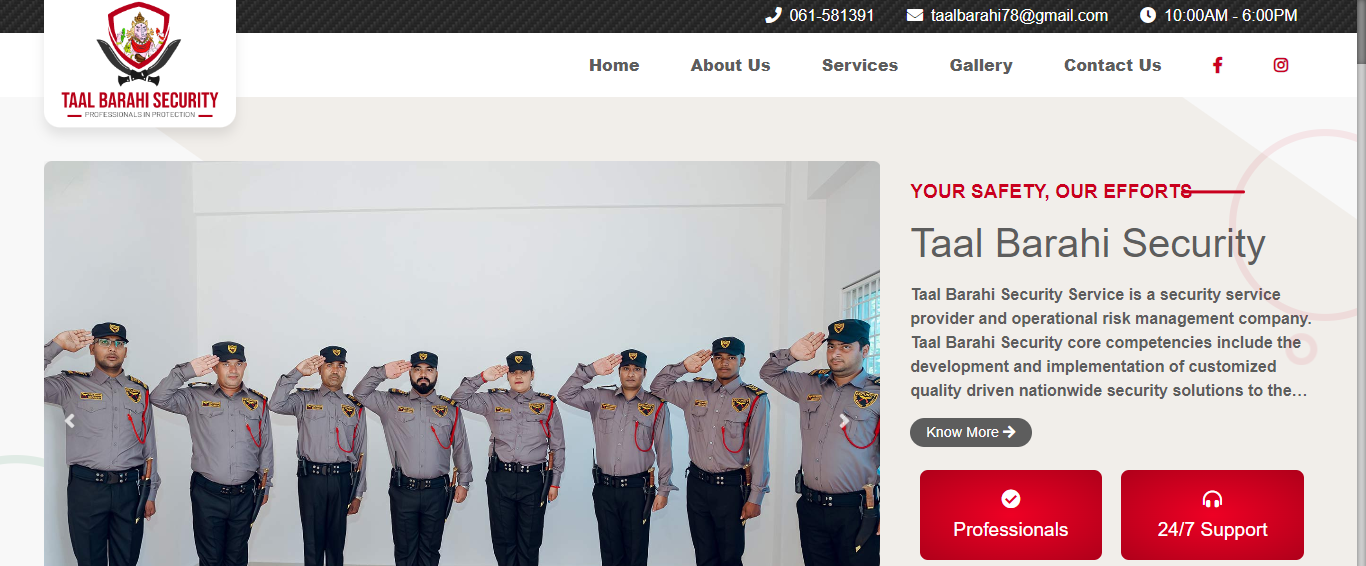 061-581391 taalbarahi78@gmail.com 10:00AM - 6:00PM
TAAL BARAHI SECURITY
PROFESSIONALS IN PROTECTION
Home About Us Services Gallery Contact Us
YOUR SAFETY, OUR EFFORTS
Taal Barahi Security
Taal Barahi Security Service is a security service
provider and operational risk management company.
Taal Barahi Security core competencies include the
development and implementation of customized
quality driven nationwide security solutions to the…
Know More
Professionals
24/7 Support